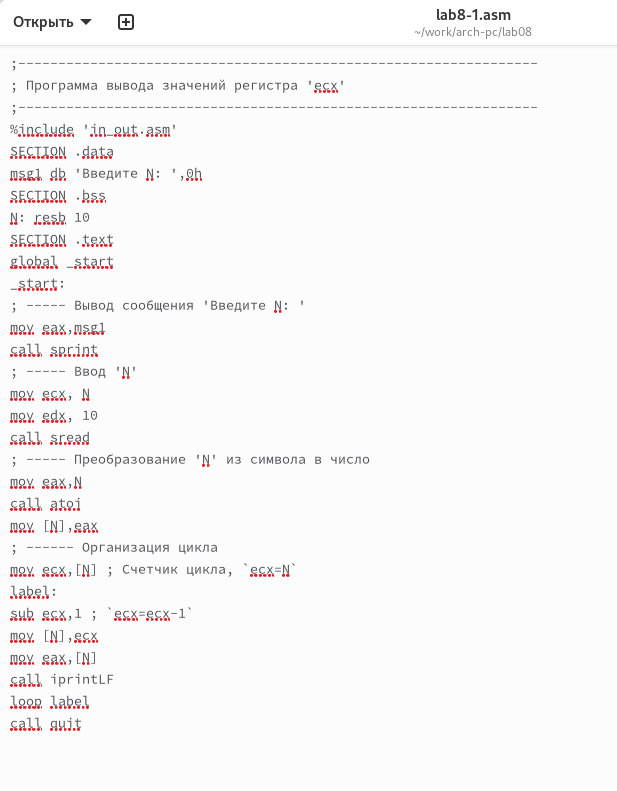 Открыть
lab8-1.asm
~/work/arch-pc/lab08
;-----------------------------------------------------------------
; Программа вывода значений регистра 'ecx'
;-----------------------------------------------------------------
%include 'in_out.asm'
SECTION .data
msg1 db 'Введите N: ',0h
SECTION .bss
N: resb 10
SECTION .text
global _start
_start:
; ----- Вывод сообщения 'Введите N: '
mov eax,msg1
call sprint
; ----- Ввод 'N'
mov ecx, N
mov edx, 10
call sread
; ----- Преобразование 'N' из символа в число
mov eax,N
call atoi
mov [N],eax
; ------ Организация цикла
mov ecx,[N] ; Счетчик цикла, `ecx=N`
label:
sub ecx,1 ; `ecx=ecx-1`
mov [N],ecx
mov eax,[N]
call iprintLF
loop label
call quit